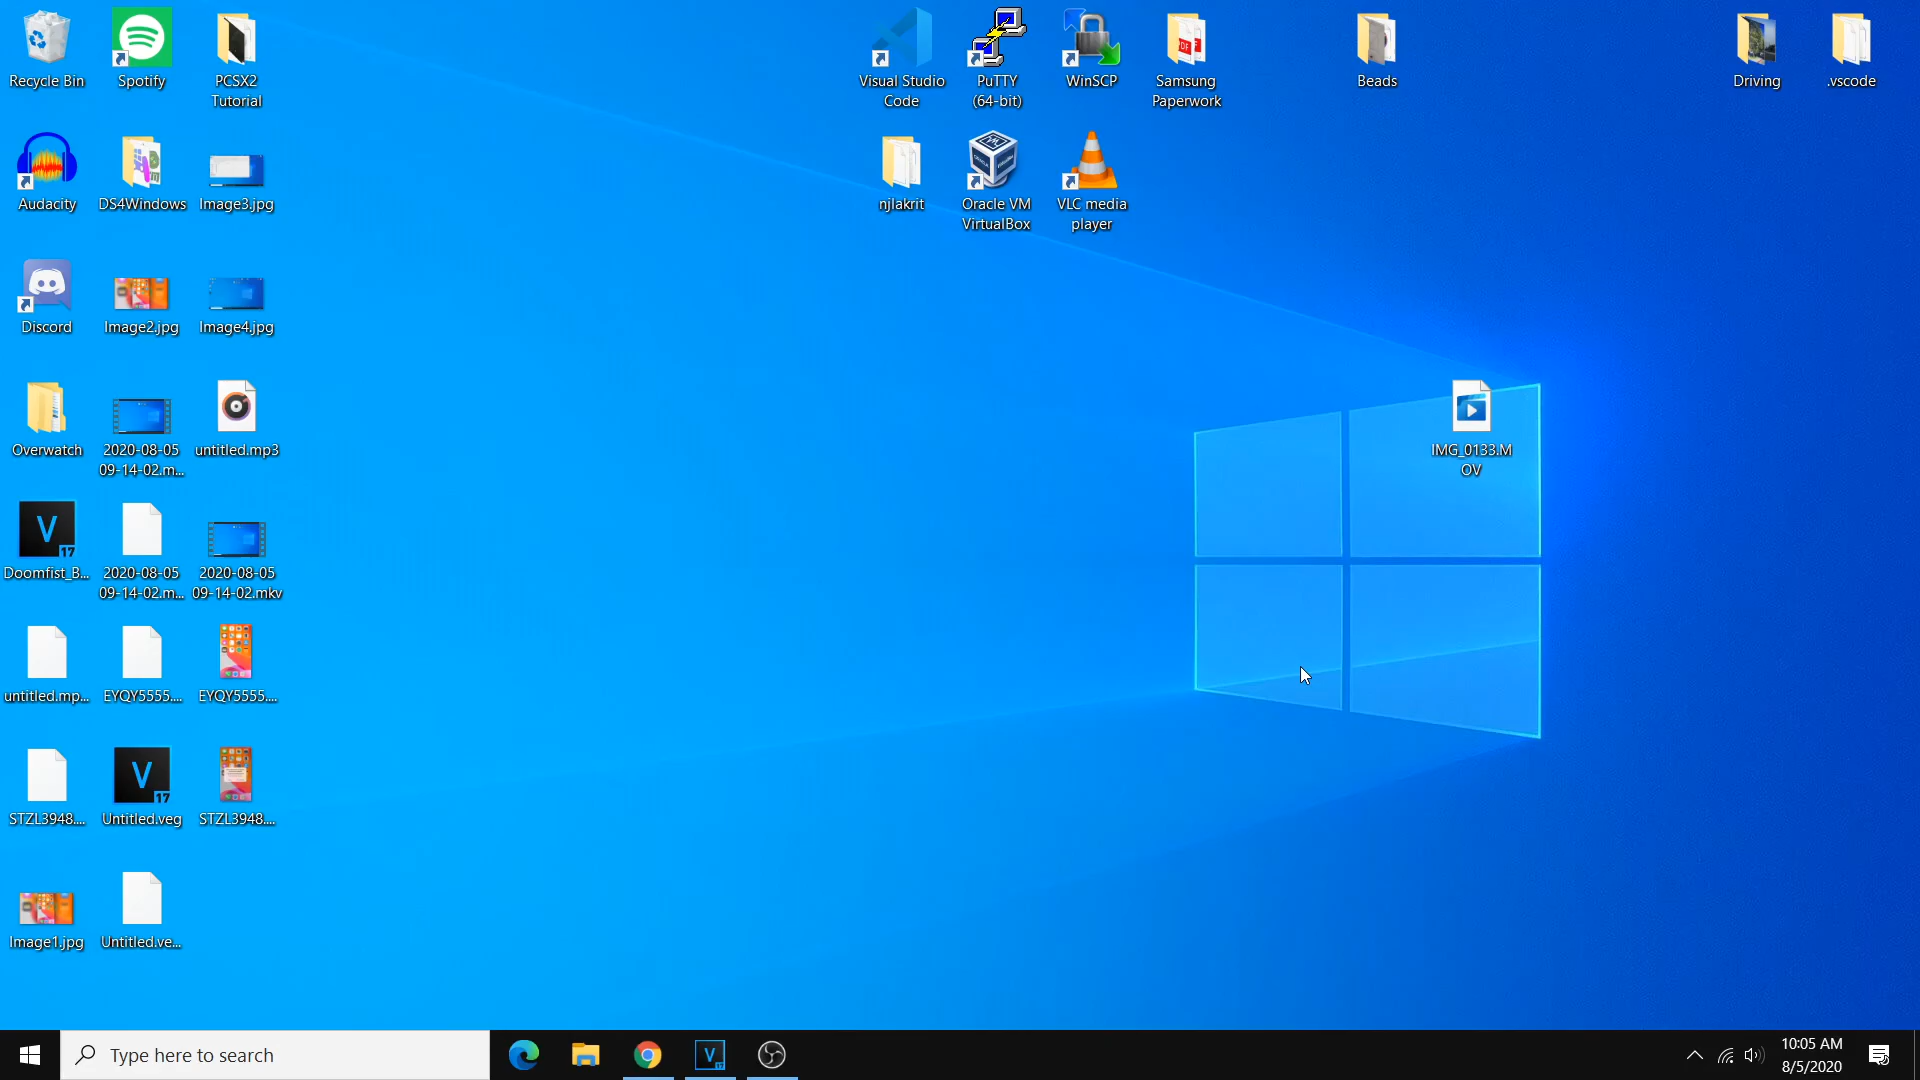 Recycle Bin
Spotify
PCSX2
Tutorial
Visual Studio
Code
PuTTY
(64-bit)
WinSCP
Samsung
Paperwork
Beads
Driving
.vscode
Audacity
DS4Windows
Image3.jpg
njlakrit
Oracle VM
VirtualBox
VLC media
player
Discord
Image2.jpg
Image4.jpg
Overwatch
2020-08-05
09-14-02.m...
untitled.mp3
IMG_0133.M
OV
Doomfist_B...
2020-08-05
09-14-02.m...
2020-08-05
09-14-02.mkv
untitled.mp...
EYQY5555....
EYQY5555....
STZL3948....
Untitled.veg
STZL3948....
Image1.jpg
Untitled.ve...
Type here to search
10:05 AM
8/5/2020